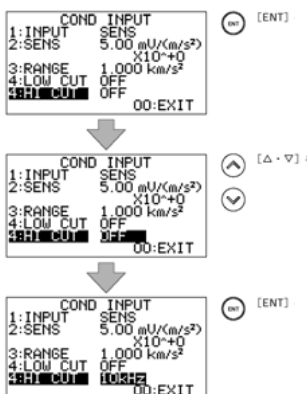 COND INPUT
1:INPUT SENS
2:SENS 5.00 mV/(m/s²)
X10^+0
3:RANGE 1.000 km/s²
4:LOW CUT OFF
4:HI CUT OFF
00:EXIT
ENT [ENT]
COND INPUT
1:INPUT SENS
2:SENS 5.00 mV/(m/s²)
X10^+0
3:RANGE 1.000 km/s²
4:LOW CUT OFF
4:HI CUT OFF
00:EXIT
[△・▽]
COND INPUT
1:INPUT SENS
2:SENS 5.00 mV/(m/s²)
X10^+0
3:RANGE 1.000 km/s²
4:LOW CUT OFF
4:HI CUT 10kHz
00:EXIT
ENT [ENT]